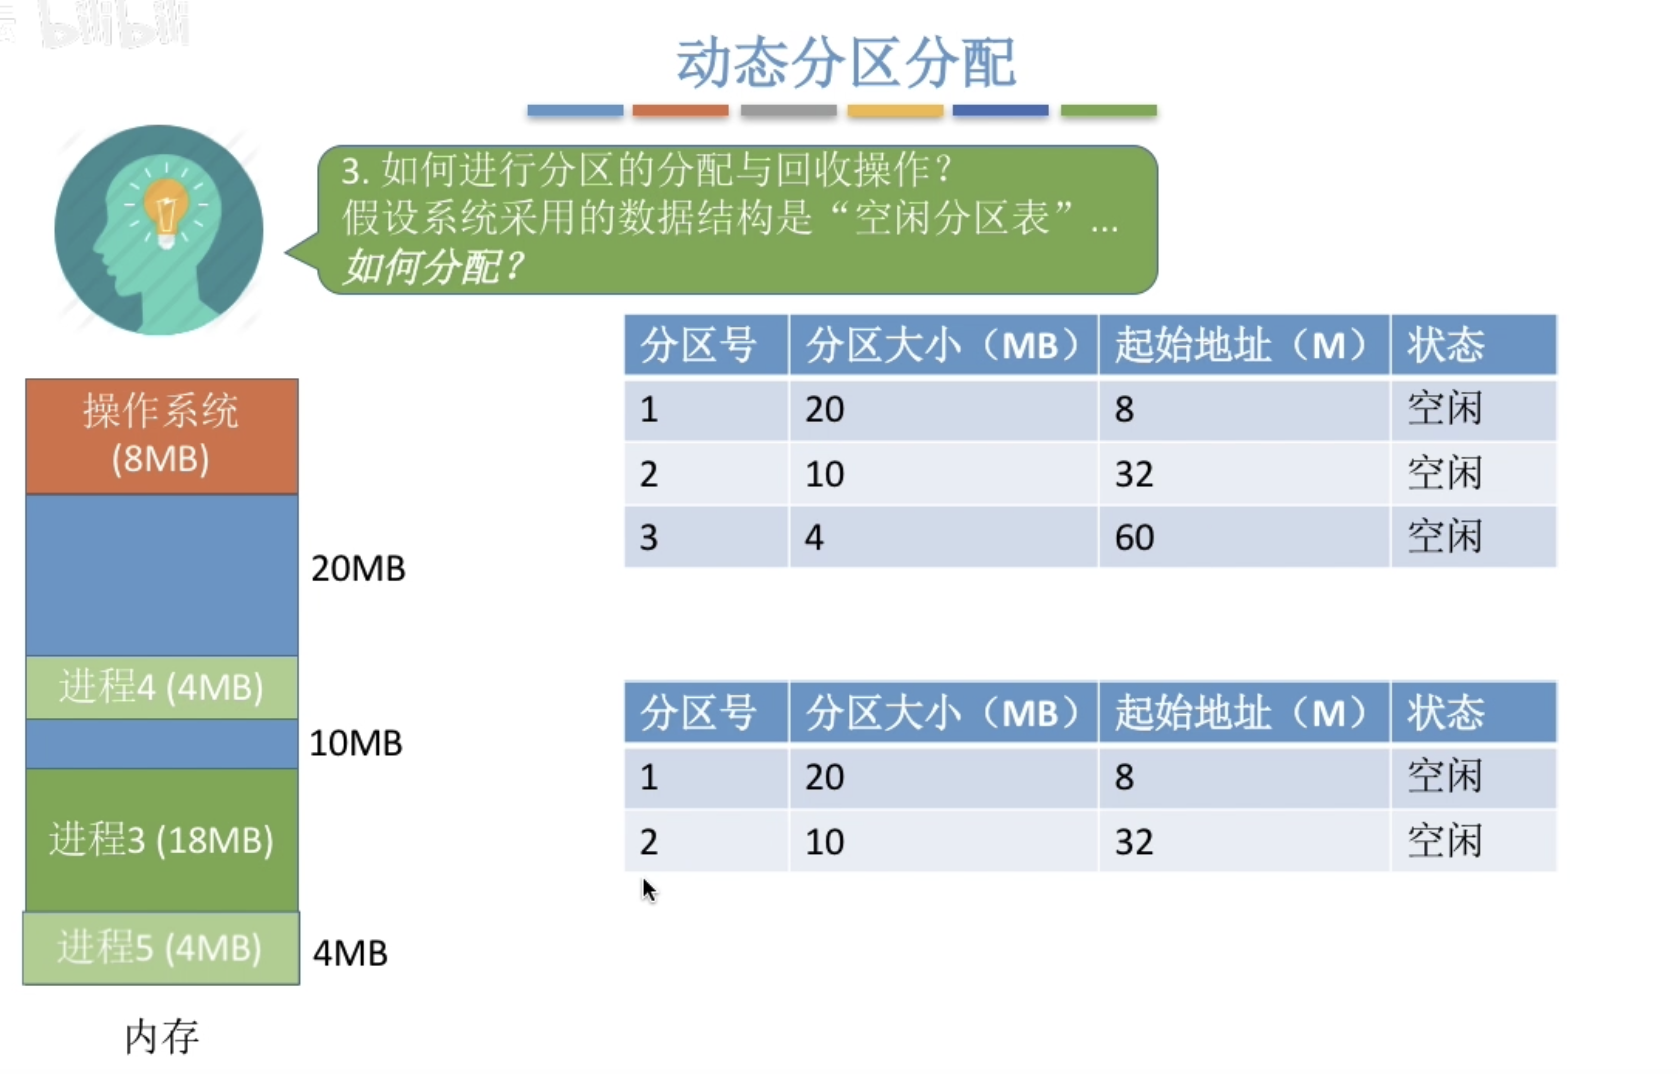 bilibili
动态分区分配
3. 如何进行分区的分配与回收操作？
假设系统采用的数据结构是“空闲分区表”...
如何分配？
操作系统
(8MB)
20MB
进程4 (4MB)
10MB
进程3 (18MB)
进程5 (4MB) 4MB
内存
分区号 分区大小（MB） 起始地址（M） 状态
1 20 8 空闲
2 10 32 空闲
3 4 60 空闲
分区号 分区大小（MB） 起始地址（M） 状态
1 20 8 空闲
2 10 32 空闲